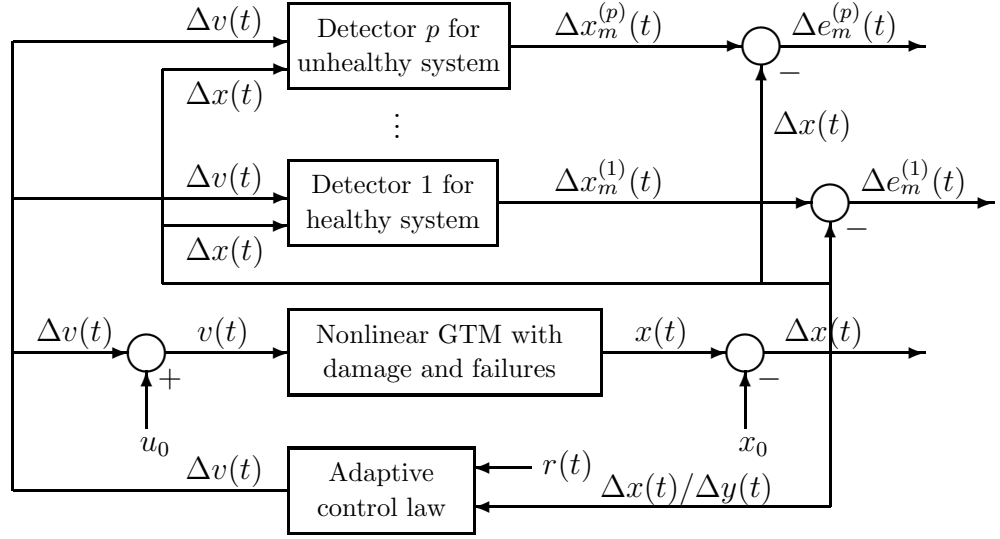 Δv(t)
Detector p for
unhealthy system
Δx_m^{(p)}(t)
Δe_m^{(p)}(t)
−
Δx(t)
Δx(t)
⋮
Δv(t)
Detector 1 for
healthy system
Δx_m^{(1)}(t)
Δe_m^{(1)}(t)
−
Δx(t)
Δv(t)
v(t)
Nonlinear GTM with
damage and failures
x(t)
Δx(t)
+
−
u_0
x_0
Δv(t)
Adaptive
control law
r(t)
Δx(t)/Δy(t)